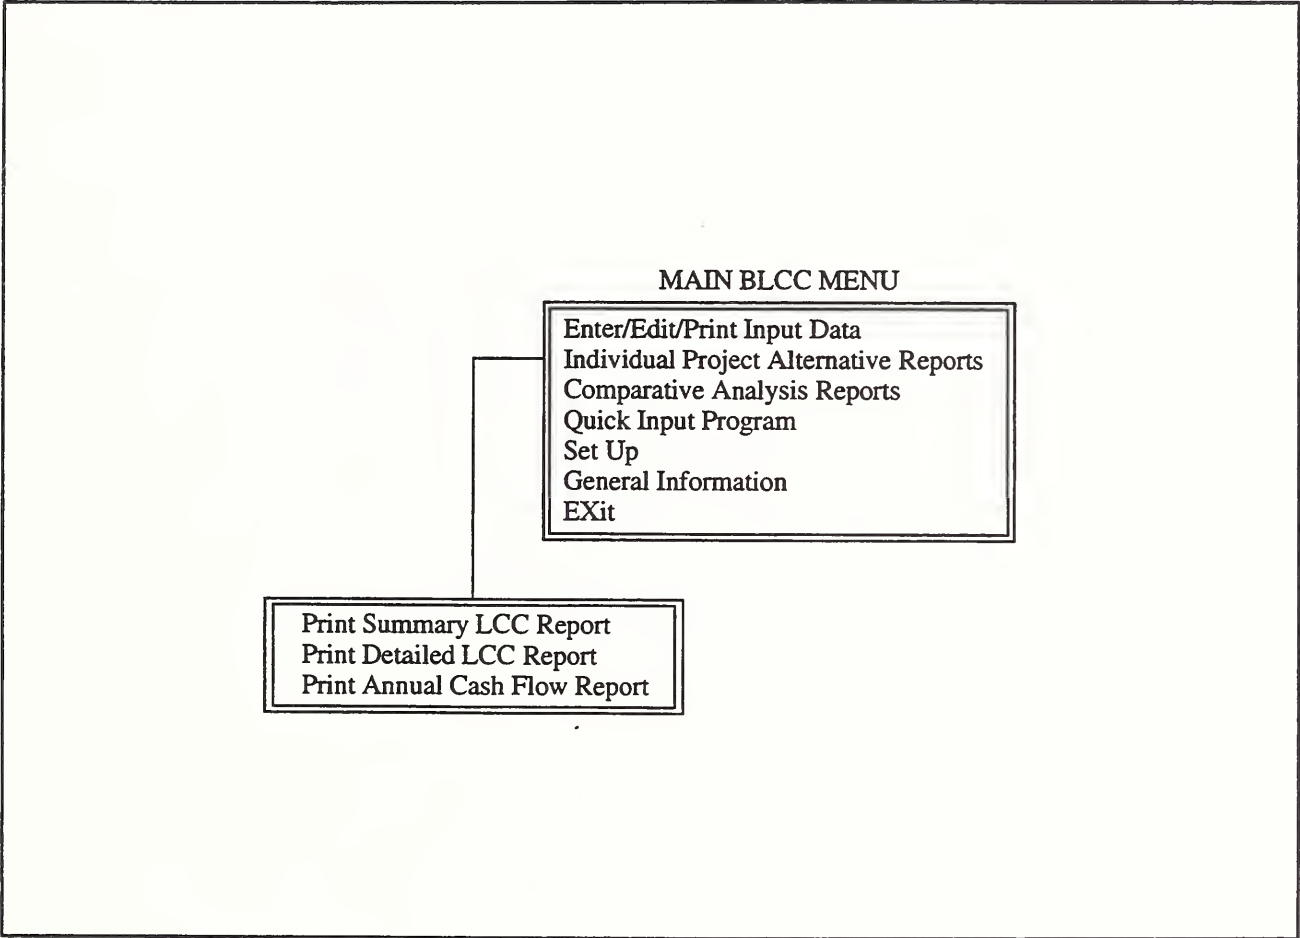 MAIN BLCC MENU
Enter/Edit/Print Input Data
Individual Project Alternative Reports
Comparative Analysis Reports
Quick Input Program
Set Up
General Information
EXit
Print Summary LCC Report
Print Detailed LCC Report
Print Annual Cash Flow Report